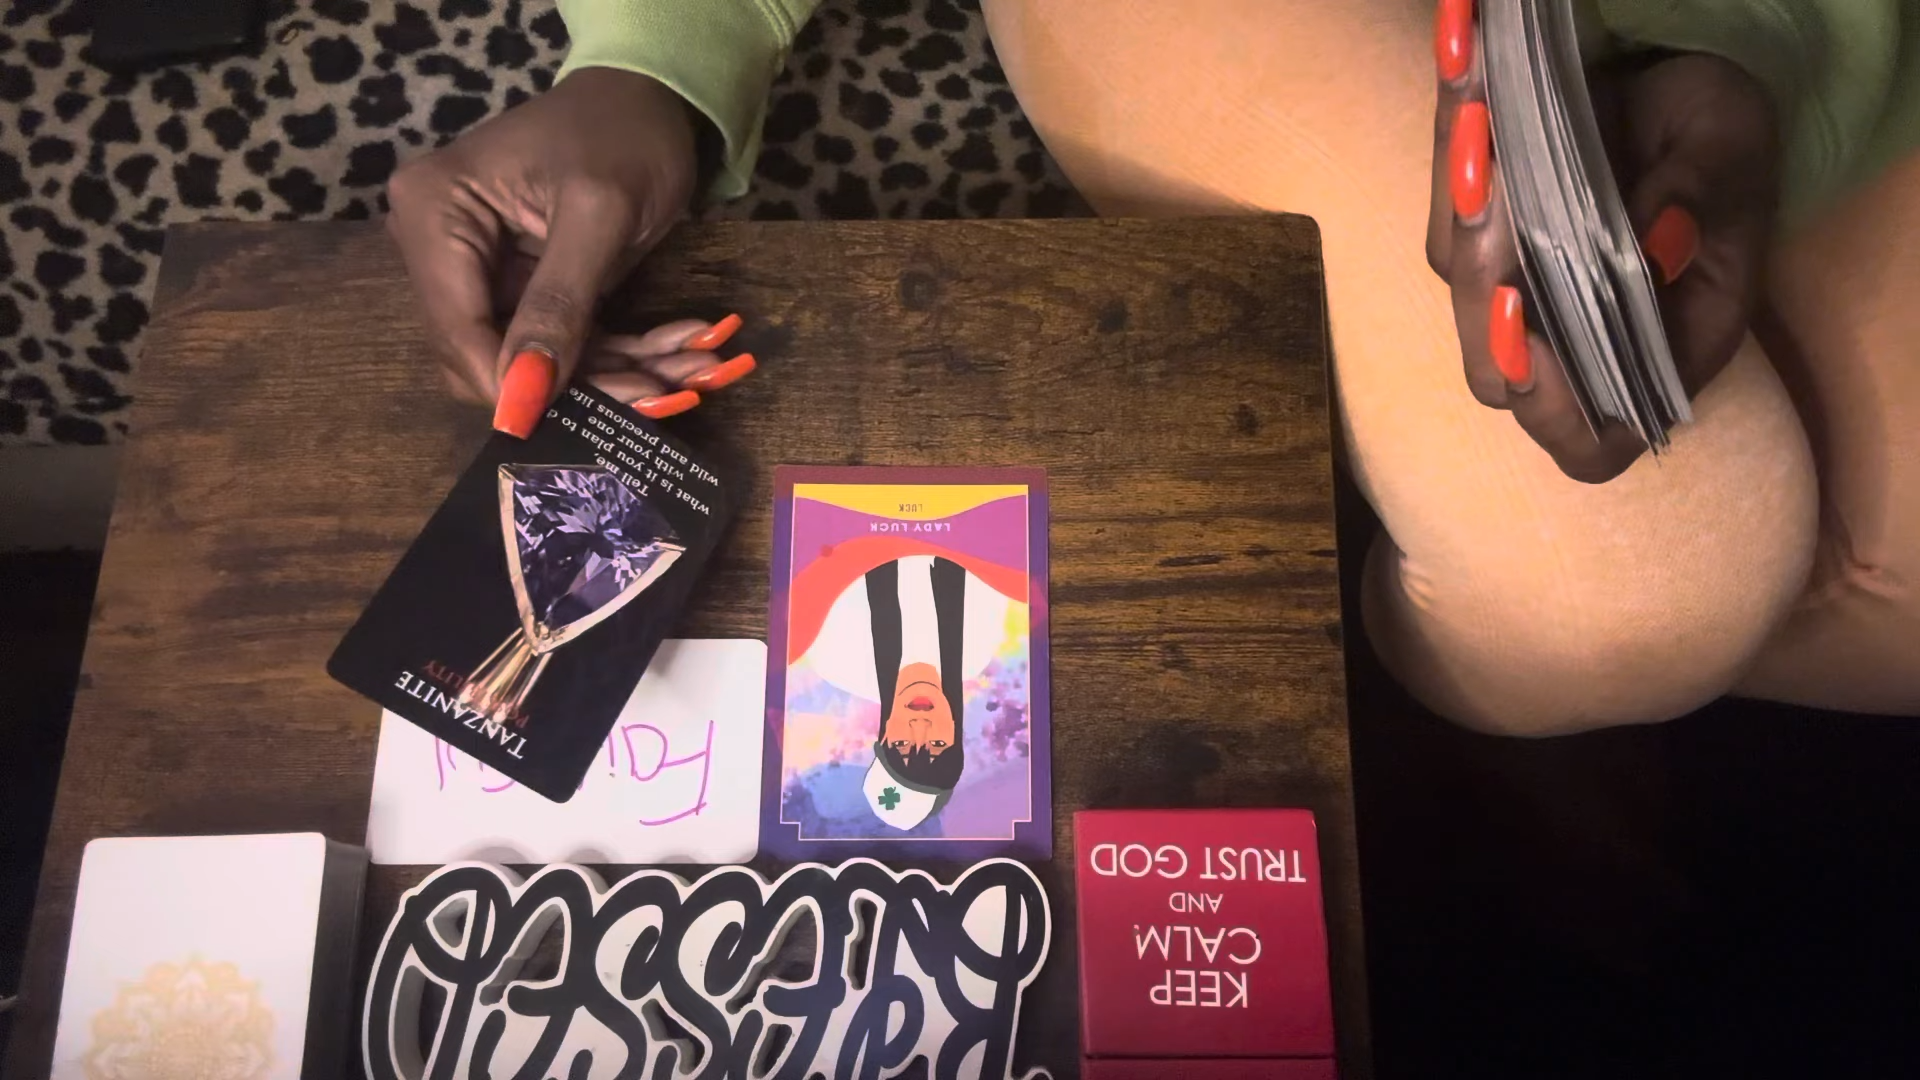 TANZANITE
Tell me,
what is it you plan to
with your one
wild and precious life
LADY LUCK
LUCK
KEEP
CALM
AND
TRUST GOD
Blessed